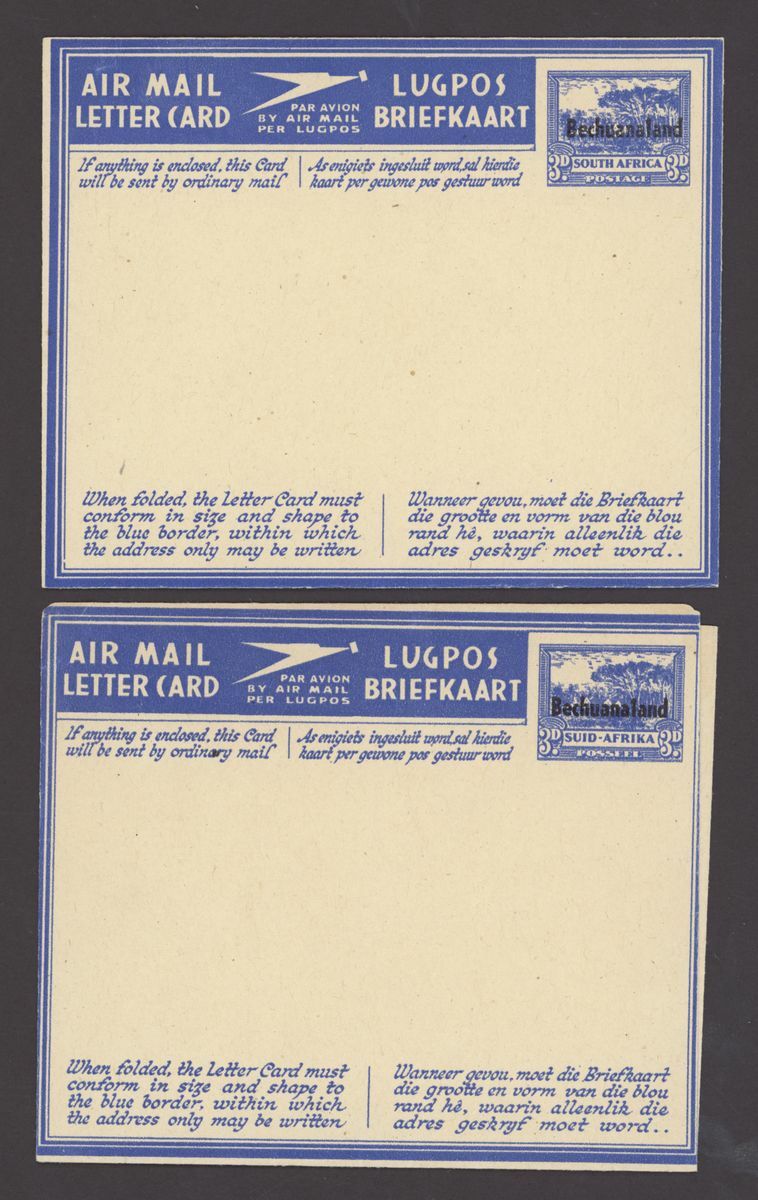 AIR MAIL
LETTER CARD
PAR AVION
BY AIR MAIL
PER LUGPOS
LUGPOS
BRIEFKAART
Bechuanaland
3D SOUTH AFRICA 3D
POSTAGE
If anything is enclosed, this Card
will be sent by ordinary mail
As enigiets ingesluit word, sal hierdie
kaart per gewone pos gestuur word
When folded, the Letter Card must
conform in size and shape to
the blue border, within which
the address only may be written
Wanneer gevou, moet die Briefkaart
die grootte en vorm van die blou
rand hê, waarin alleenlik die
adres geskryf moet word..
AIR MAIL
LETTER CARD
PAR AVION
BY AIR MAIL
PER LUGPOS
LUGPOS
BRIEFKAART
Bechuanaland
3D SUID-AFRIKA 3D
POSSEËL
If anything is enclosed, this Card
will be sent by ordinary mail
As enigiets ingesluit word, sal hierdie
kaart per gewone pos gestuur word
When folded, the Letter Card must
conform in size and shape to
the blue border, within which
the address only may be written
Wanneer gevou, moet die Briefkaart
die grootte en vorm van die blou
rand hê, waarin alleenlik die
adres geskryf moet word..